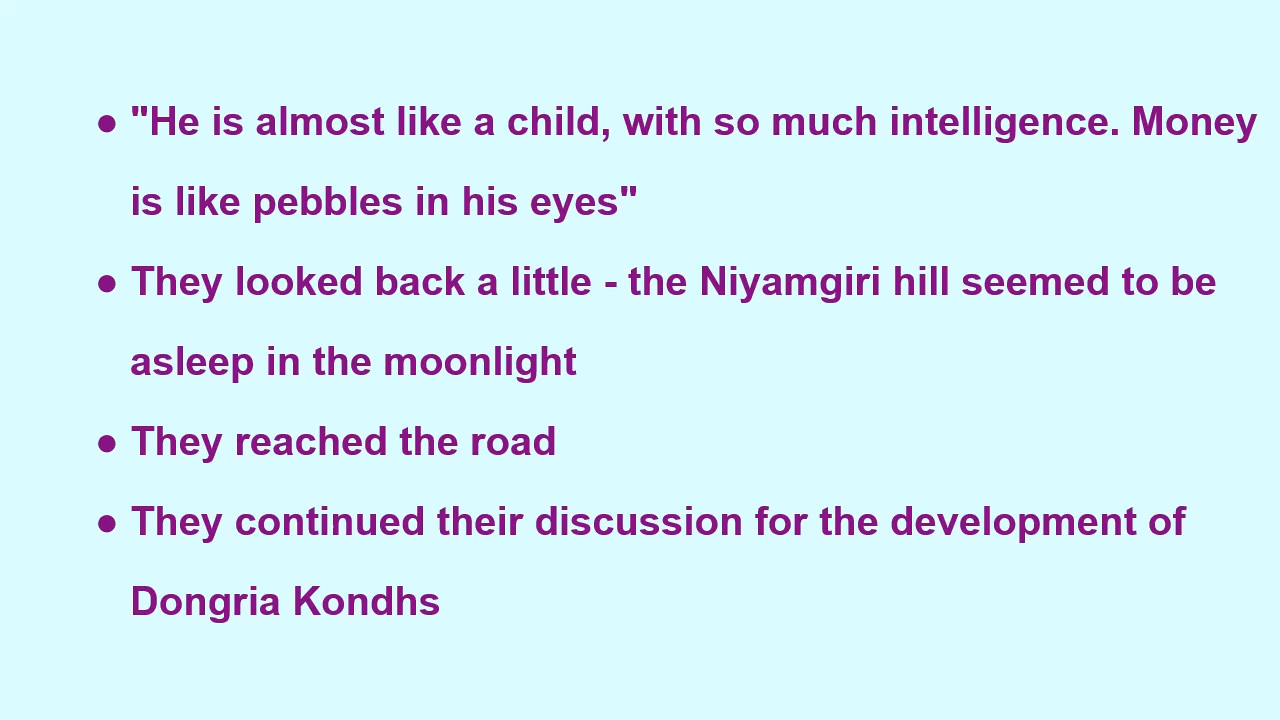 ● "He is almost like a child, with so much intelligence. Money
is like pebbles in his eyes"
● They looked back a little - the Niyamgiri hill seemed to be
asleep in the moonlight
● They reached the road
● They continued their discussion for the development of
Dongria Kondhs